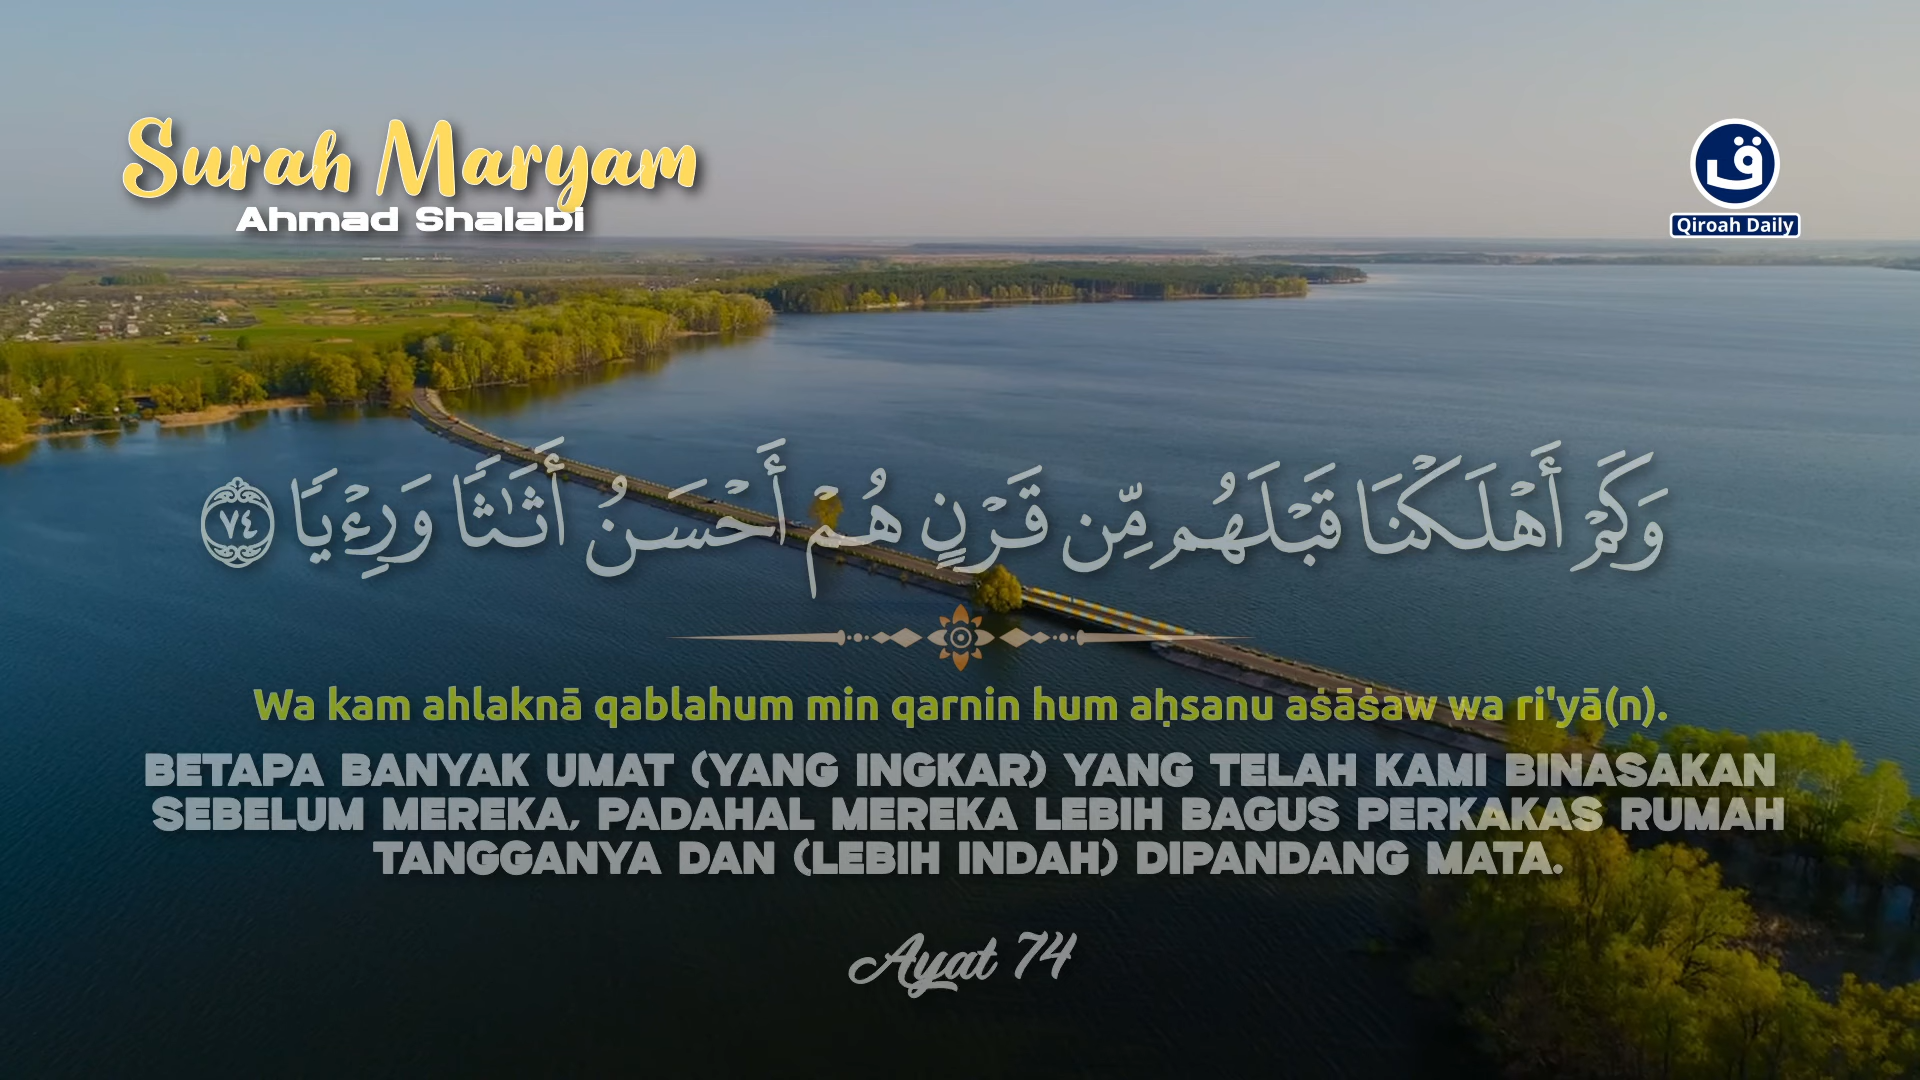 Surah Maryam
Ahmad Shalabi
ق
Qiroah Daily
وَكَمْ أَهْلَكْنَا قَبْلَهُم مِّن قَرْنٍ هُمْ أَحْسَنُ أَثَٰثًا وَرِءْيًا ٧٤
Wa kam ahlaknā qablahum min qarnin hum aḥsanu aṡāṡaw wa ri'yā(n).
BETAPA BANYAK UMAT (YANG INGKAR) YANG TELAH KAMI BINASAKAN
SEBELUM MEREKA, PADAHAL MEREKA LEBIH BAGUS PERKAKAS RUMAH
TANGGANYA DAN (LEBIH INDAH) DIPANDANG MATA.
Ayat 74